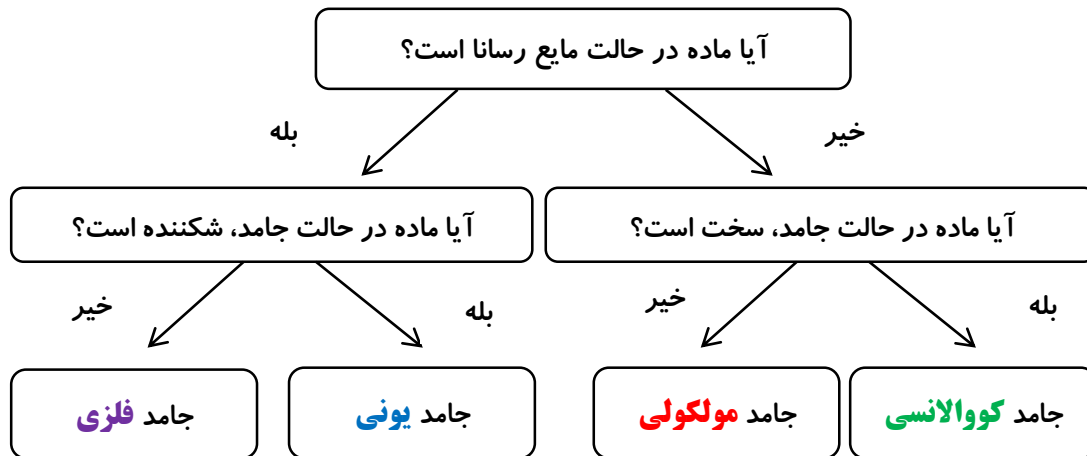 آیا ماده در حالت مایع رسانا است؟
خیر
بله
آیا ماده در حالت جامد، سخت است؟
آیا ماده در حالت جامد، شکننده است؟
بله
خیر
بله
خیر
جامد کووالانسی
جامد مولکولی
جامد یونی
جامد فلزی